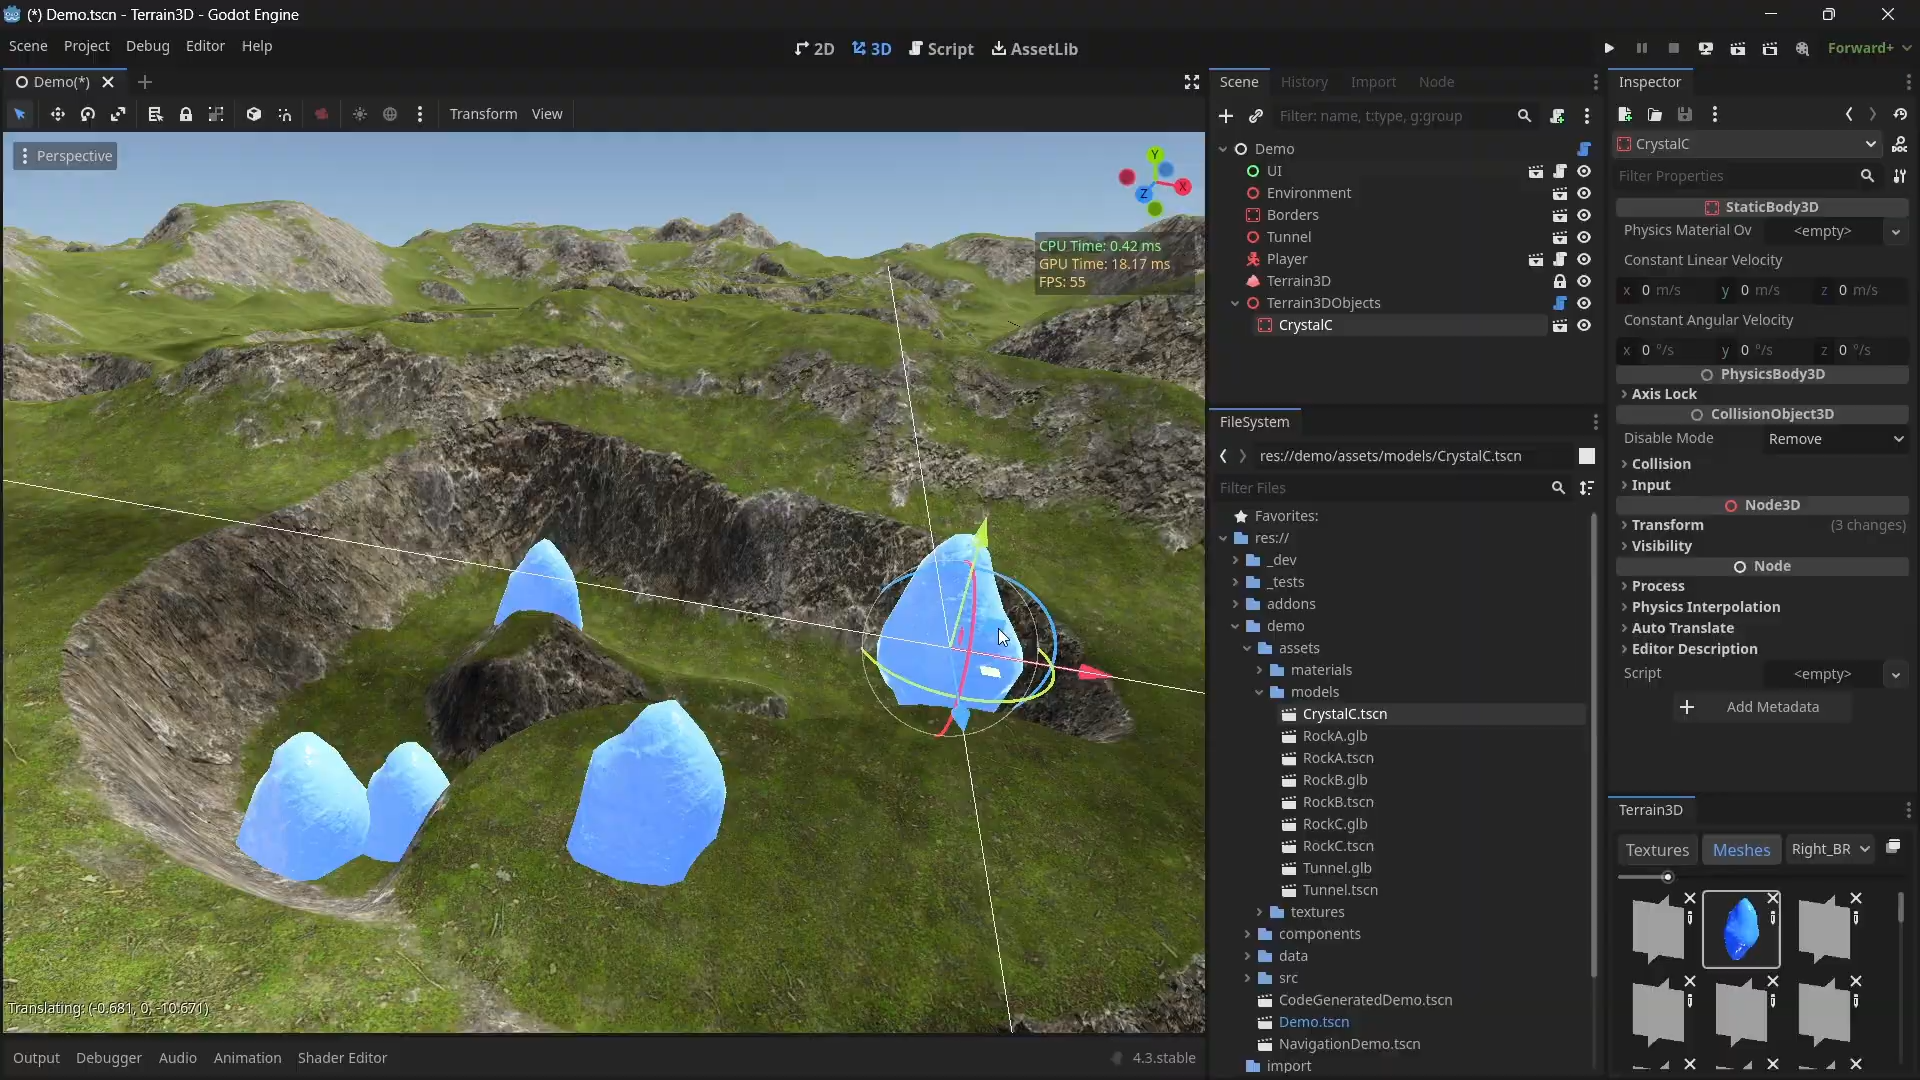 (*) Demo.tscn - Terrain3D - Godot Engine
Scene Project Debug Editor Help
2D 3D Script AssetLib
Forward+
Demo(*)
Transform View
Perspective
Y
X
Z
CPU Time: 0.42 ms
GPU Time: 18.17 ms
FPS: 55
Translating: (-0.681, 0, -10.671)
Output Debugger Audio Animation Shader Editor
4.3.stable
Scene History Import Node
Filter: name, t:type, g:group
Demo
UI
Environment
Borders
Tunnel
Player
Terrain3D
Terrain3DObjects
CrystalC
FileSystem
res://demo/assets/models/CrystalC.tscn
Filter Files
Favorites:
res://
_dev
_tests
addons
demo
assets
materials
models
CrystalC.tscn
RockA.glb
RockA.tscn
RockB.glb
RockB.tscn
RockC.glb
RockC.tscn
Tunnel.glb
Tunnel.tscn
textures
components
data
src
CodeGeneratedDemo.tscn
Demo.tscn
NavigationDemo.tscn
import
Inspector
CrystalC
DOC
Filter Properties
StaticBody3D
Physics Material Ov <empty>
Constant Linear Velocity
x 0 m/s y 0 m/s z 0 m/s
Constant Angular Velocity
x 0 °/s y 0 °/s z 0 °/s
PhysicsBody3D
Axis Lock
CollisionObject3D
Disable Mode Remove
Collision
Input
Node3D
Transform (3 changes)
Visibility
Node
Process
Physics Interpolation
Auto Translate
Editor Description
Script <empty>
Add Metadata
Terrain3D
Textures Meshes Right_BR